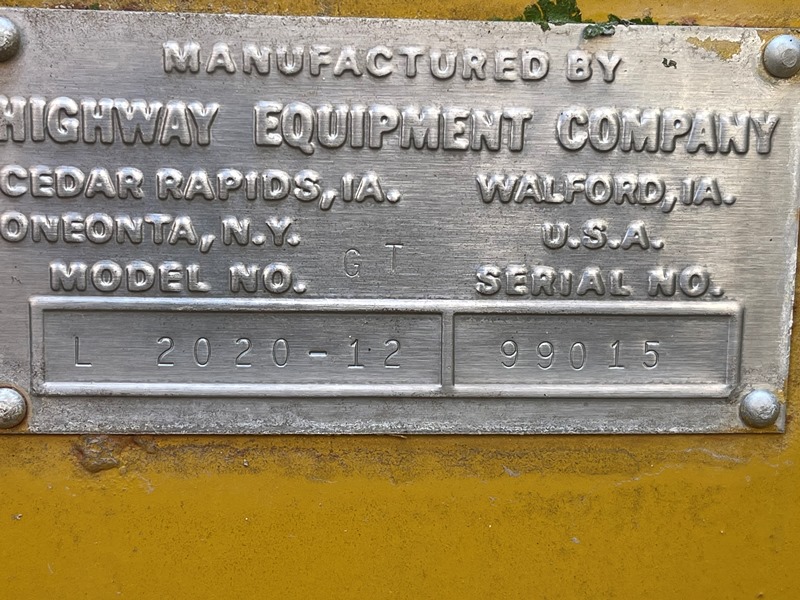 MANUFACTURED BY
HIGHWAY EQUIPMENT COMPANY
CEDAR RAPIDS, IA. WALFORD, IA.
ONEONTA, N.Y. U.S.A.
MODEL NO. GT SERIAL NO.
L 2020-12 99015